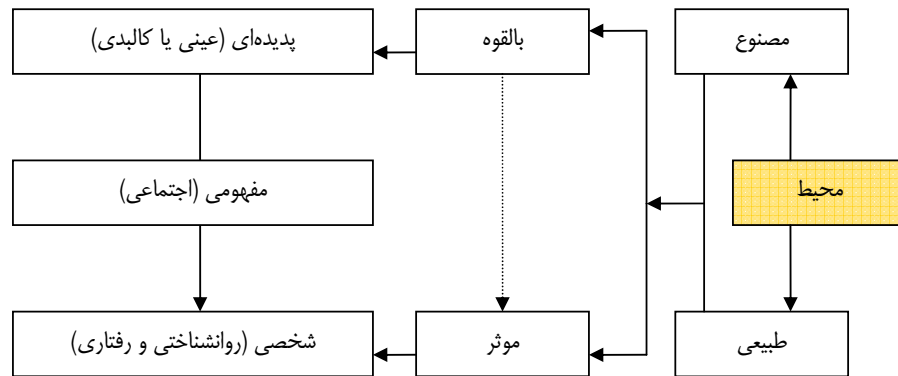 مصنوع
بالقوه
پدیده‌ای (عینی یا کالبدی)
محیط
مفهومی (اجتماعی)
طبیعی
موثر
شخصی (روانشناختی و رفتاری)